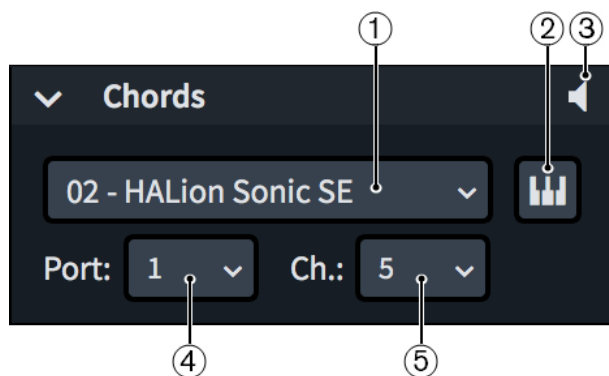 ① ② ③
Chords
02 - HALion Sonic SE
Port: 1 Ch.: 5
④ ⑤